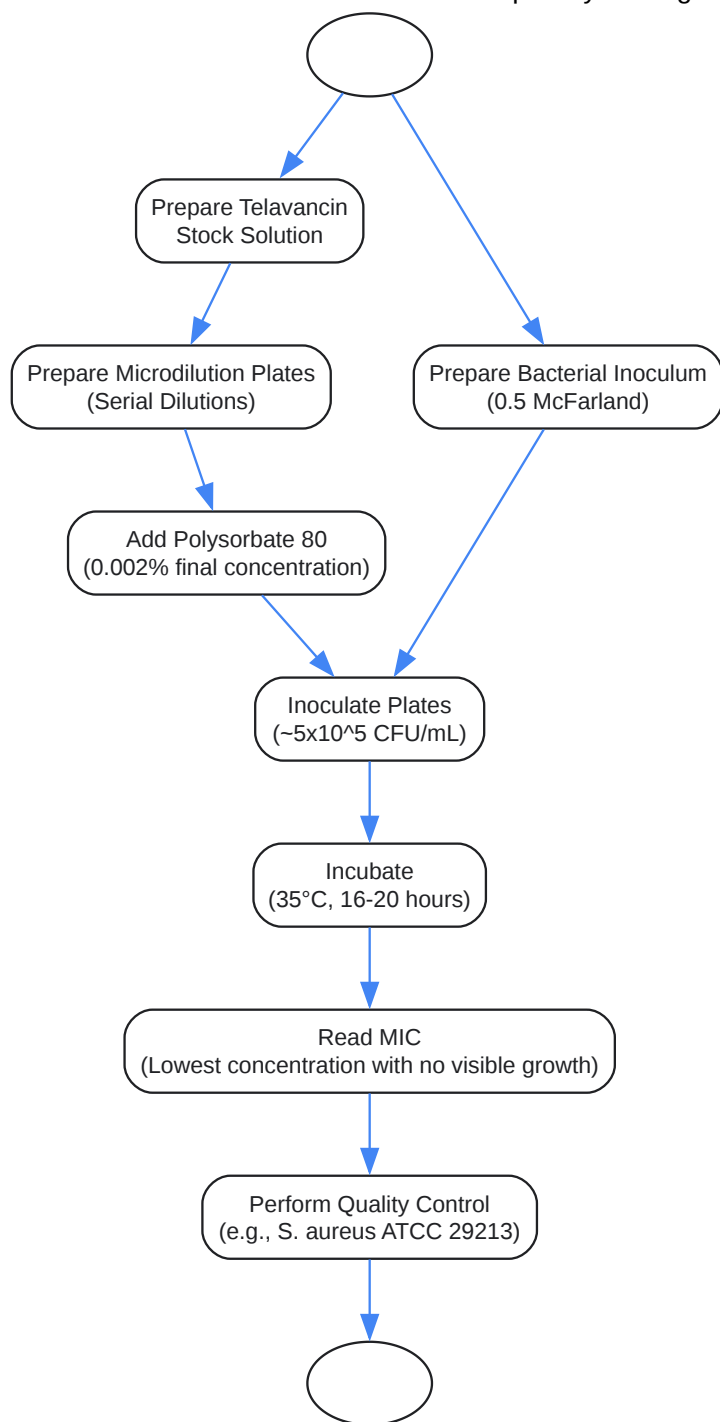 Prepare Telavancin
Stock Solution
Prepare Microdilution Plates
(Serial Dilutions)
Prepare Bacterial Inoculum
(0.5 McFarland)
Add Polysorbate 80
(0.002% final concentration)
Inoculate Plates
(~5x10^5 CFU/mL)
Incubate
(35°C, 16-20 hours)
Read MIC
(Lowest concentration with no visible growth)
Perform Quality Control
(e.g., S. aureus ATCC 29213)